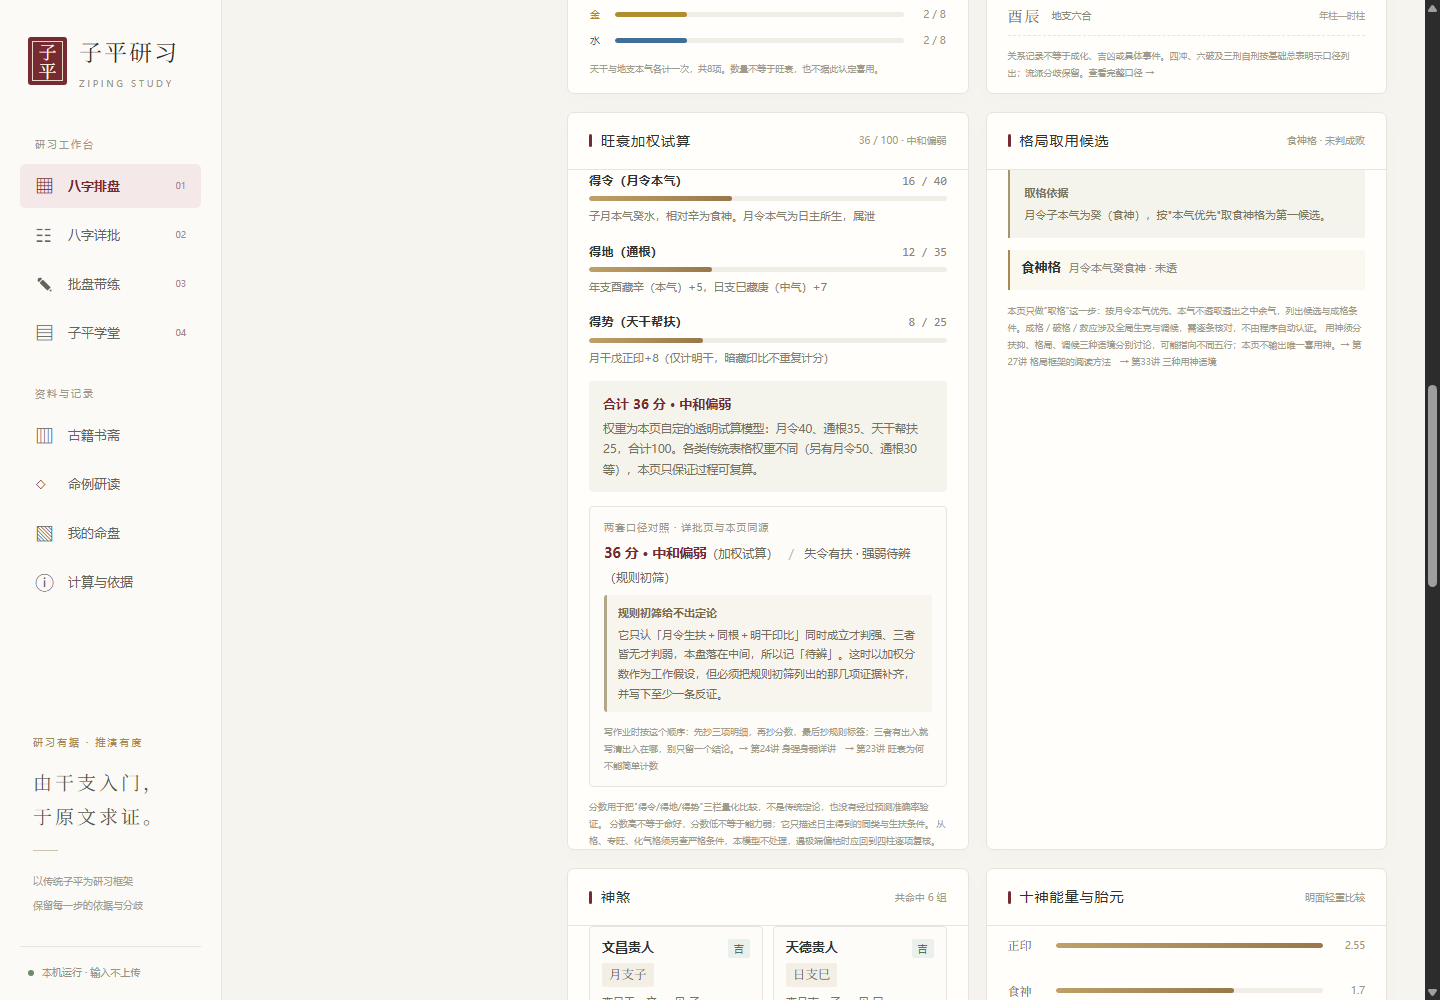 子平
子平研习
ZIPING STUDY
研习工作台
八字排盘 01
八字详批 02
批盘带练 03
子平学堂 04
资料与记录
古籍书斋
命例研读
我的命盘
计算与依据
研习有据 · 推演有度
由干支入门，
于原文求证。
以传统子平为研习框架
保留每一步的依据与分歧
本机运行 · 输入不上传
金 2 / 8
水 2 / 8
天干与地支本气各计一次，共8项。数量不等于旺衰，也不据此认定喜用。
酉辰 地支六合 年柱—时柱
关系记录不等于成化、吉凶或具体事件。四冲、六破及三刑自刑按基础总表明示口径列
出；流派分歧保留。查看完整口径 →
旺衰加权试算 36 / 100 · 中和偏弱
得令（月令本气） 16 / 40
子月本气癸水，相对辛为食神。月令本气为日主所生，属泄
得地（通根） 12 / 35
年支酉藏辛（本气）+5，日支巳藏庚（中气）+7
得势（天干帮扶） 8 / 25
月干戊正印+8（仅计明干，暗藏印比不重复计分）
合计 36 分 • 中和偏弱
权重为本页自定的透明试算模型：月令40、通根35、天干帮扶
25，合计100。各类传统表格权重不同（另有月令50、通根30
等），本页只保证过程可复算。
两套口径对照 · 详批页与本页同源
36 分 • 中和偏弱（加权试算） / 失令有扶 · 强弱待辨
（规则初筛）
规则初筛给不出定论
它只认「月令生扶 + 同根 + 明干印比」同时成立才判强、三者
皆无才判弱，本盘落在中间，所以记「待辨」。这时以加权分
数作为工作假设，但必须把规则初筛列出的那几项证据补齐，
并写下至少一条反证。
写作业时按这个顺序：先抄三项明细，再抄分数，最后抄规则标签；三者有出入就
写清出入在哪，别只留一个结论。→ 第24讲 身强身弱详讲 → 第23讲 旺衰为何
不能简单计数
分数用于把"得令/得地/得势"三栏量化比较，不是传统定论，也没有经过预测准确率验
证。 分数高不等于命好，分数低不等于能力弱；它只描述日主得到的同类与生扶条件。 从
格、专旺、化气格须另查严格条件，本模型不处理，遇极端偏枯时应回到四柱逐项复核。
格局取用候选 食神格 · 未判成败
取格依据
月令子本气为癸（食神），按"本气优先"取食神格为第一候选。
食神格 月令本气癸食神 · 未透
本页只做"取格"这一步：按月令本气优先、本气不透取透出之中余气，列出候选与成格条
件。成格 / 破格 / 救应涉及全局生克与调候，需逐条核对，不由程序自动认证。 用神须分
扶抑、格局、调候三种语境分别讨论，可能指向不同五行；本页不输出唯一喜用神。→ 第
27讲 格局框架的阅读方法 → 第33讲 三种用神语境
神煞 共命中 6 组
文昌贵人 吉
月支子
天德贵人 吉
日支巳
十神能量与胎元 明面轻重比较
正印 2.55
食神 1.7